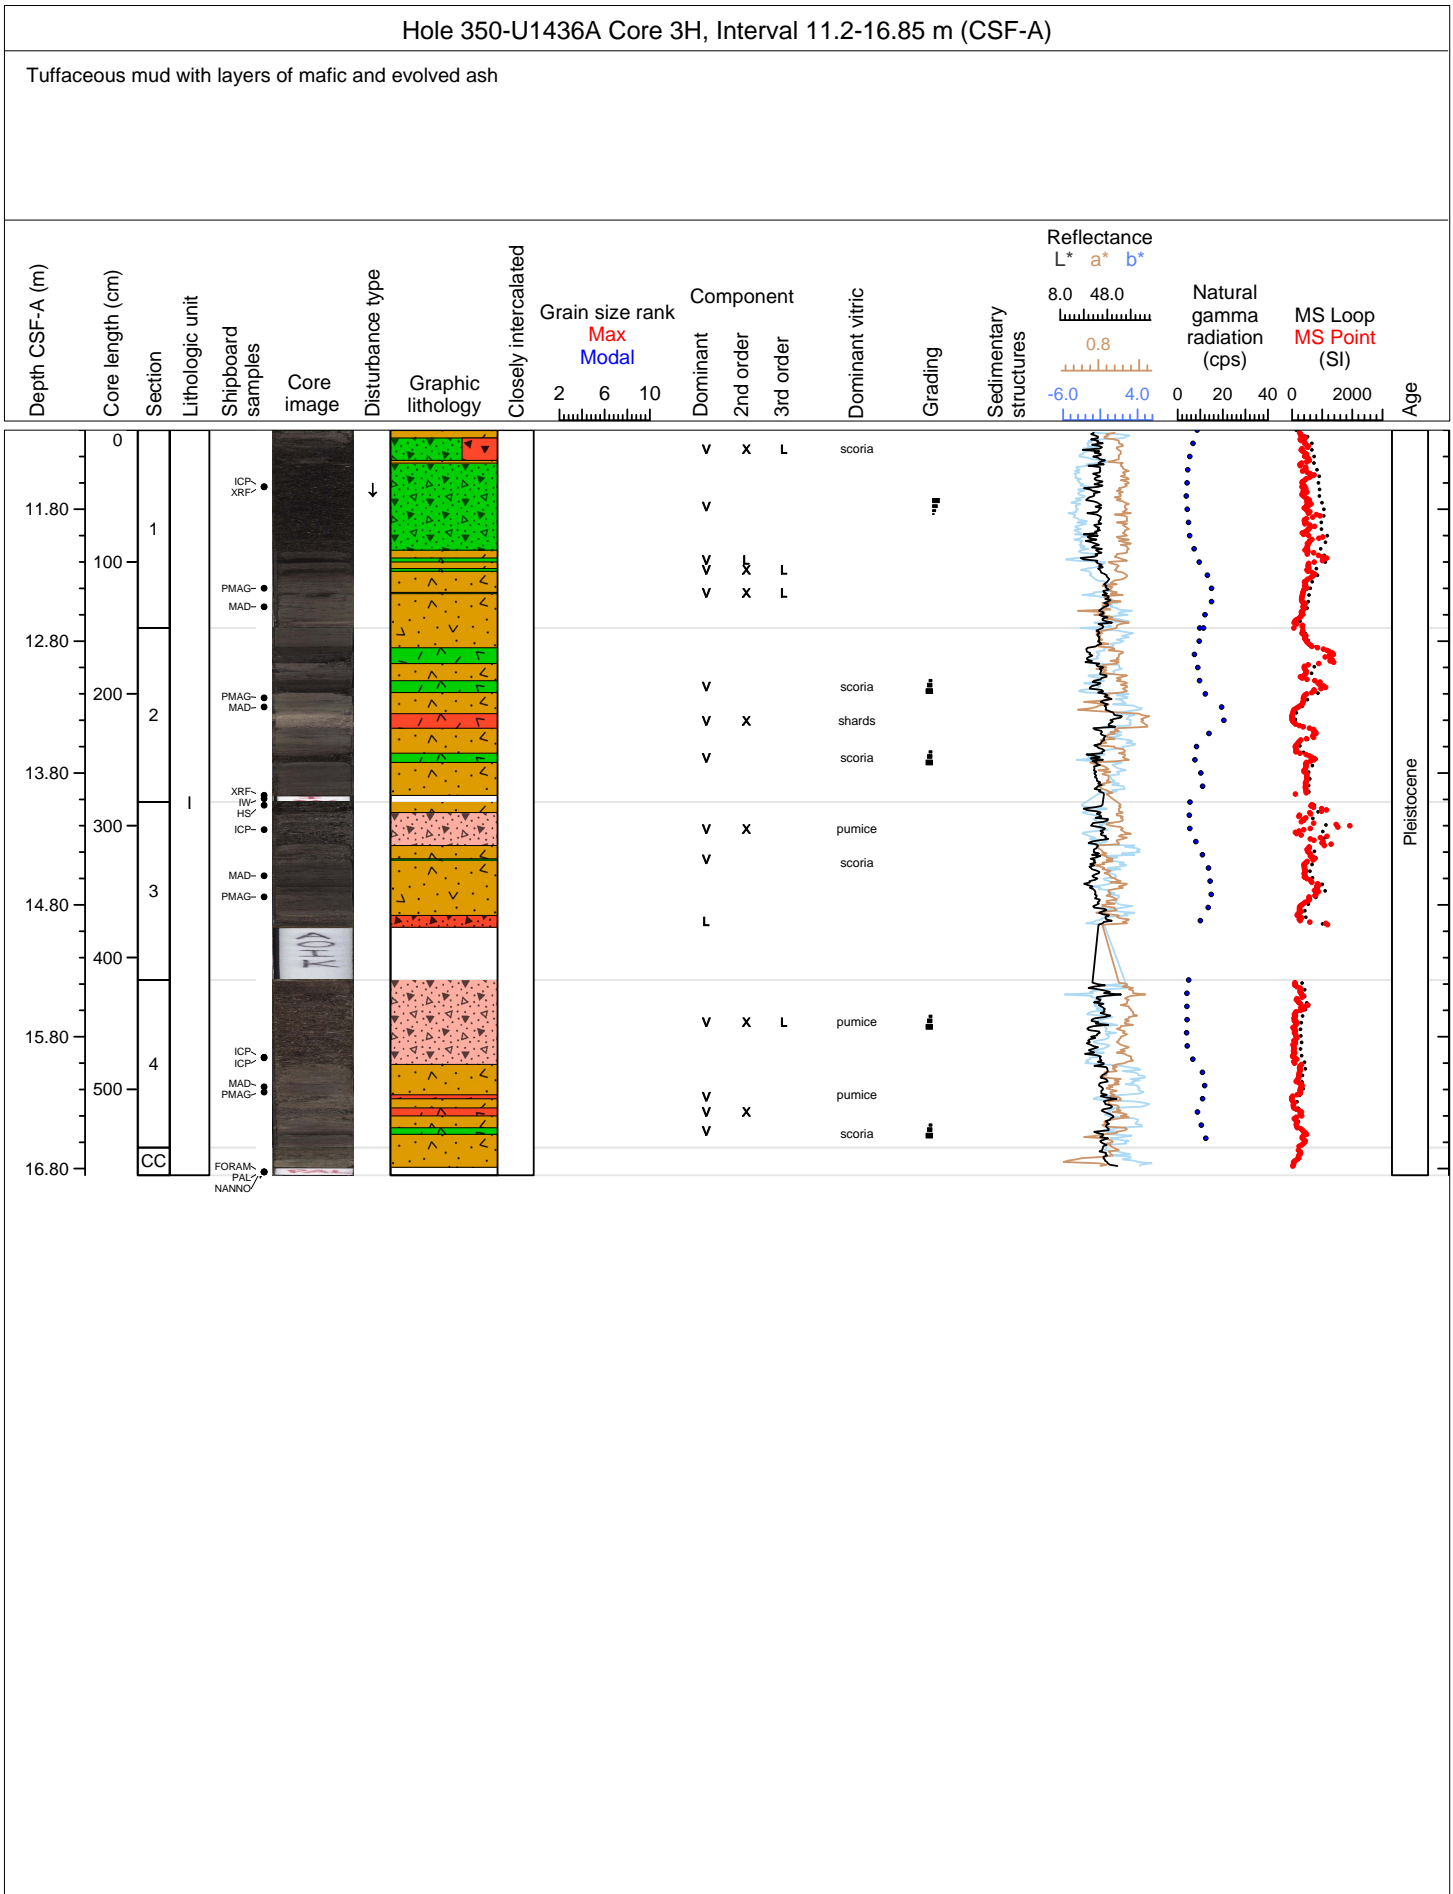 Hole 350-U1436A Core 3H, Interval 11.2-16.85 m (CSF-A)
Tuffaceous mud with layers of mafic and evolved ash
Depth CSF-A (m)
Core length (cm)
Section
Lithologic unit
Shipboard
samples
Core
image
Disturbance type
Graphic
lithology
Closely intercalated
Grain size rank
Max
Modal
2 6 10
Component
Dominant
2nd order
3rd order
Dominant vitric
Grading
Sedimentary
structures
Reflectance
L* a* b*
8.0 48.0
0.8
-6.0 4.0
Natural
gamma
radiation
(cps)
0 20 40
MS Loop
MS Point
(SI)
0 2000
Age
0
V X L scoria
ICP
XRF
11.80
V
1
100
V L
V X L
PMAG
V X L
MAD
12.80
PMAG
V scoria
200
MAD
2
V X shards
V scoria
13.80
XRF
IW
I
HS
300
ICP
V X pumice
V scoria
MAD
3
PMAG
14.80
L
400
V X L pumice
15.80
ICP
ICP
4
MAD
500
PMAG
V pumice
V X
V scoria
CC
16.80
FORAM
PAL
NANNO
Pleistocene